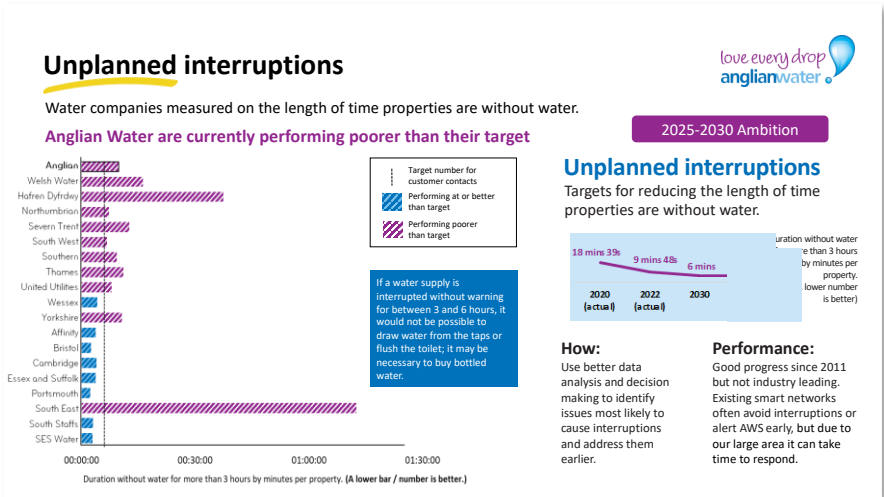 Unplanned interruptions
love every drop
anglianwater
Water companies measured on the length of time properties are without water.
Anglian Water are currently performing poorer than their target
2025-2030 Ambition
Anglian
Welsh Water
Hafren Dyfrdwy
Northumbrian
Severn Trent
South West
Southern
Thames
United Utilities
Wessex
Yorkshire
Affinity
Bristol
Cambridge
Essex and Suffolk
Portsmouth
South East
South Staffs
SES Water
00:00:00
00:30:00
01:00:00
01:30:00
Duration without water for more than 3 hours by minutes per property. (A lower bar / number is better.)
Target number for
customer contacts
Performing at or better
than target
Performing poorer
than target
If a water supply is
interrupted without warning
for between 3 and 6 hours, it
would not be possible to
draw water from the taps or
flush the toilet; it may be
necessary to buy bottled
water.
Unplanned interruptions
Targets for reducing the length of time
properties are without water.
18 mins 39s
9 mins 48s
6 mins
2020
(actual)
2022
(actual)
2030
without water
than 3 hours
by minutes per
property.
lower number
is better)
How:
Use better data
analysis and decision
making to identify
issues most likely to
cause interruptions
and address them
earlier.
Performance:
Good progress since 2011
but not industry leading.
Existing smart networks
often avoid interruptions or
alert AWS early, but due to
our large area it can take
time to respond.